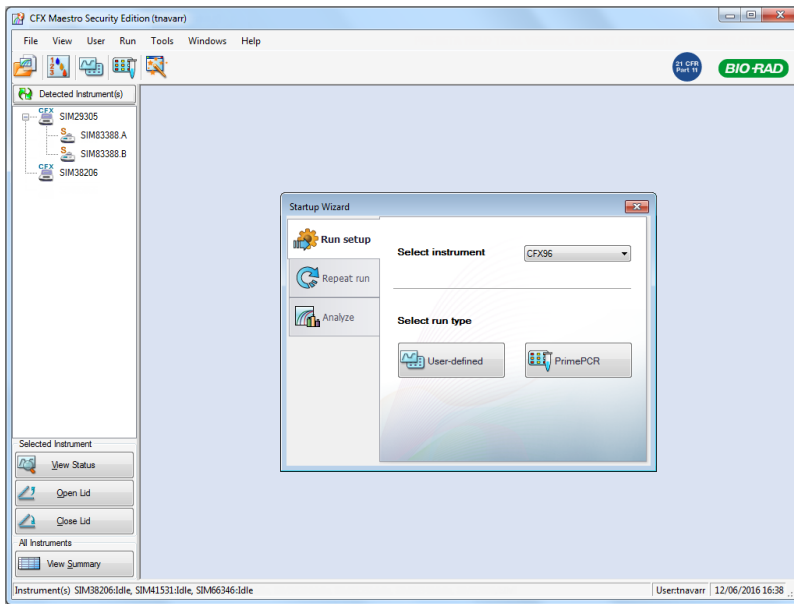 CFX Maestro Security Edition (tnavarr)
File View User Run Tools Windows Help
21 CFR
Part 11
BIO-RAD
Detected Instrument(s)
CFX
SIM29305
S
SIM83388.A
S
SIM83388.B
CFX
SIM38206
Startup Wizard
Run setup
Repeat run
Analyze
Select instrument
CFX96
Select run type
User-defined
PrimePCR
Selected Instrument
View Status
Open Lid
Close Lid
All Instruments
View Summary
Instrument(s) SIM38206:Idle, SIM41531:Idle, SIM66346:Idle
User:tnavarr
12/06/2016 16:38